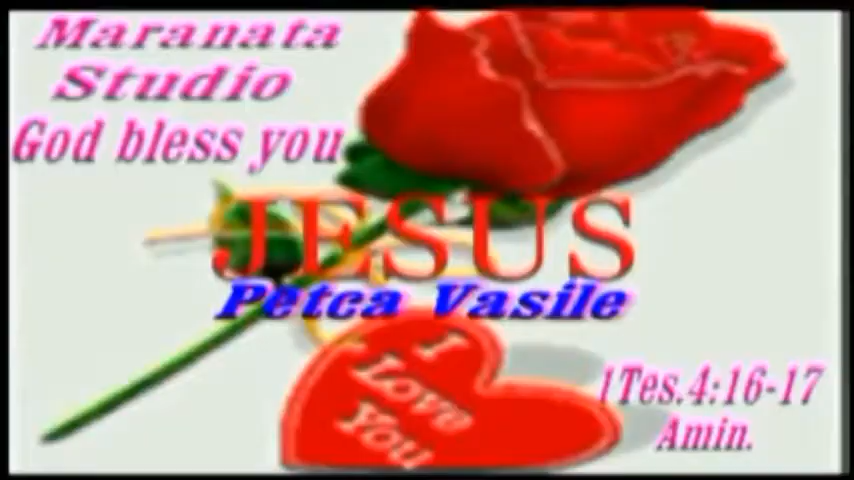 Maranata
Studio
God bless you
JESUS
Petca Vasile
I
Love
You
1Tes.4:16-17
Amin.